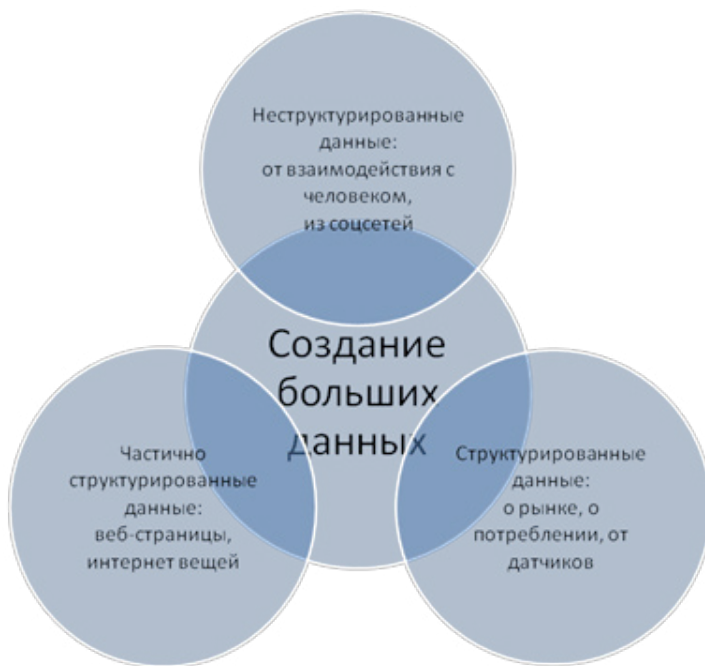 Неструктурированные
данные:
от взаимодействия с
человеком,
из соцсетей
Создание
больших
данных
Частично
структурированные
данные:
веб-страницы,
интернет вещей
Структурированные
данные:
о рынке, о
потреблении, от
датчиков